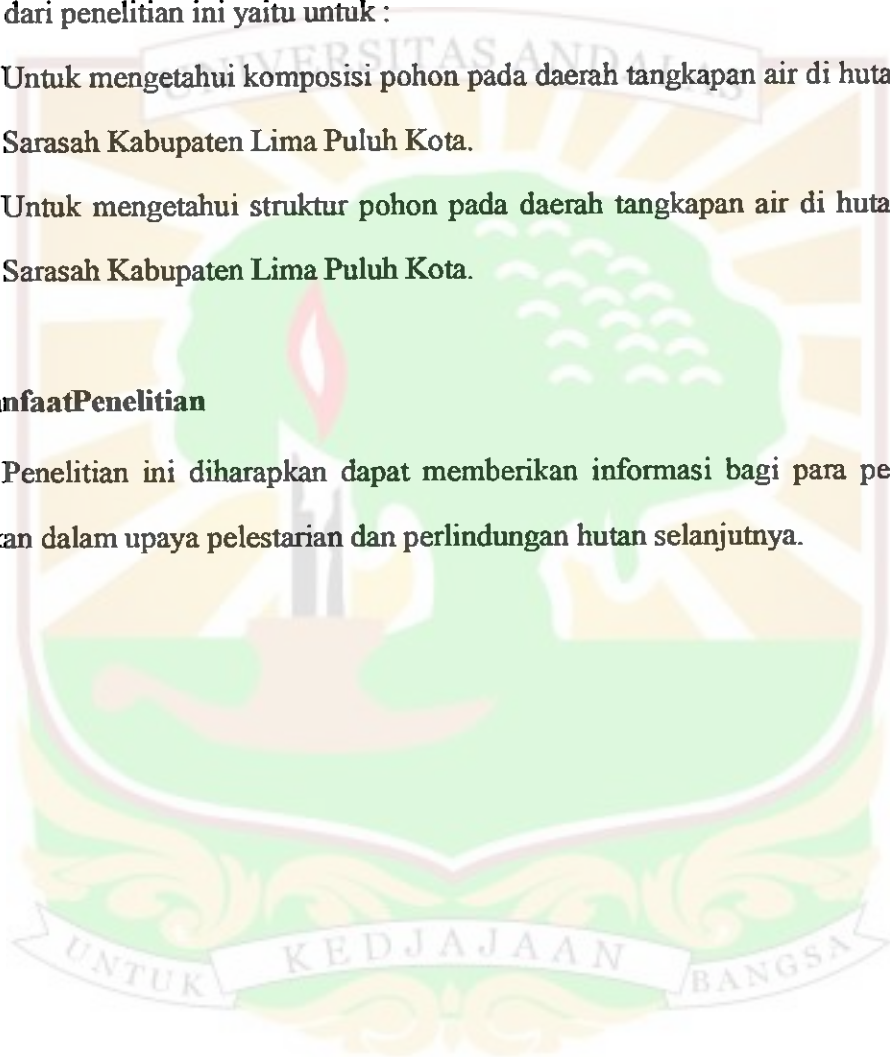 dari penelitian ini yaitu untuk :
UNIVERSITAS ANDALAS
Untuk mengetahui komposisi pohon pada daerah tangkapan air di huta
Sarasah Kabupaten Lima Puluh Kota.
Untuk mengetahui struktur pohon pada daerah tangkapan air di huta
Sarasah Kabupaten Lima Puluh Kota.
nfaatPenelitian
Penelitian ini diharapkan dapat memberikan informasi bagi para pe
an dalam upaya pelestarian dan perlindungan hutan selanjutnya.
UNTUK KEDJAJAAN BANGSA